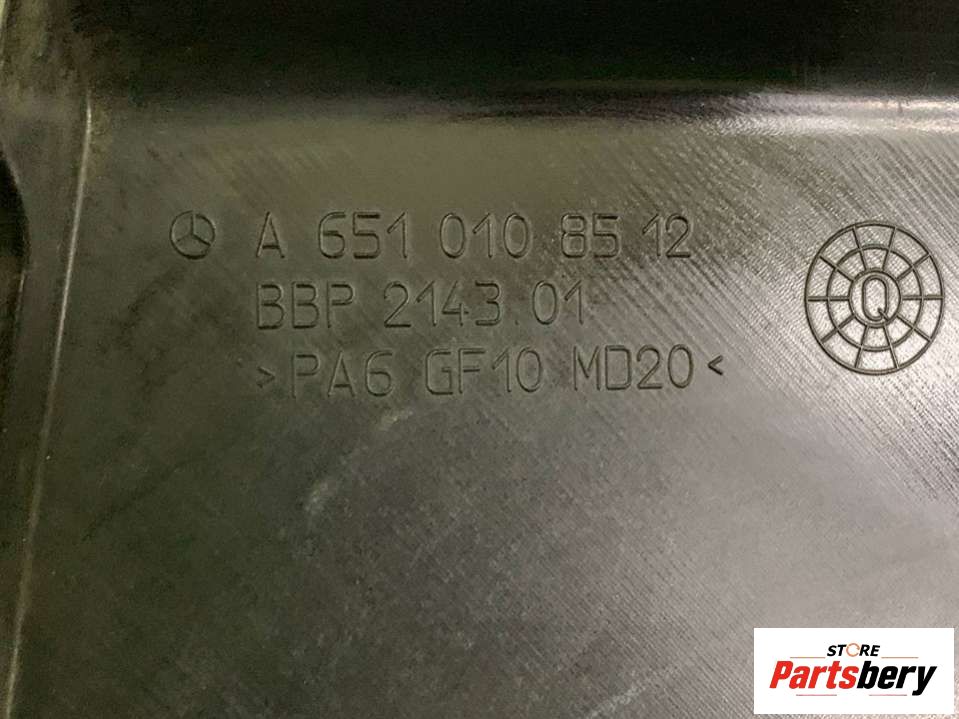 A 651 010 85 12
BBP 2143.01
>PA6 GF10 MD20<
Q
STORE
Partsbery